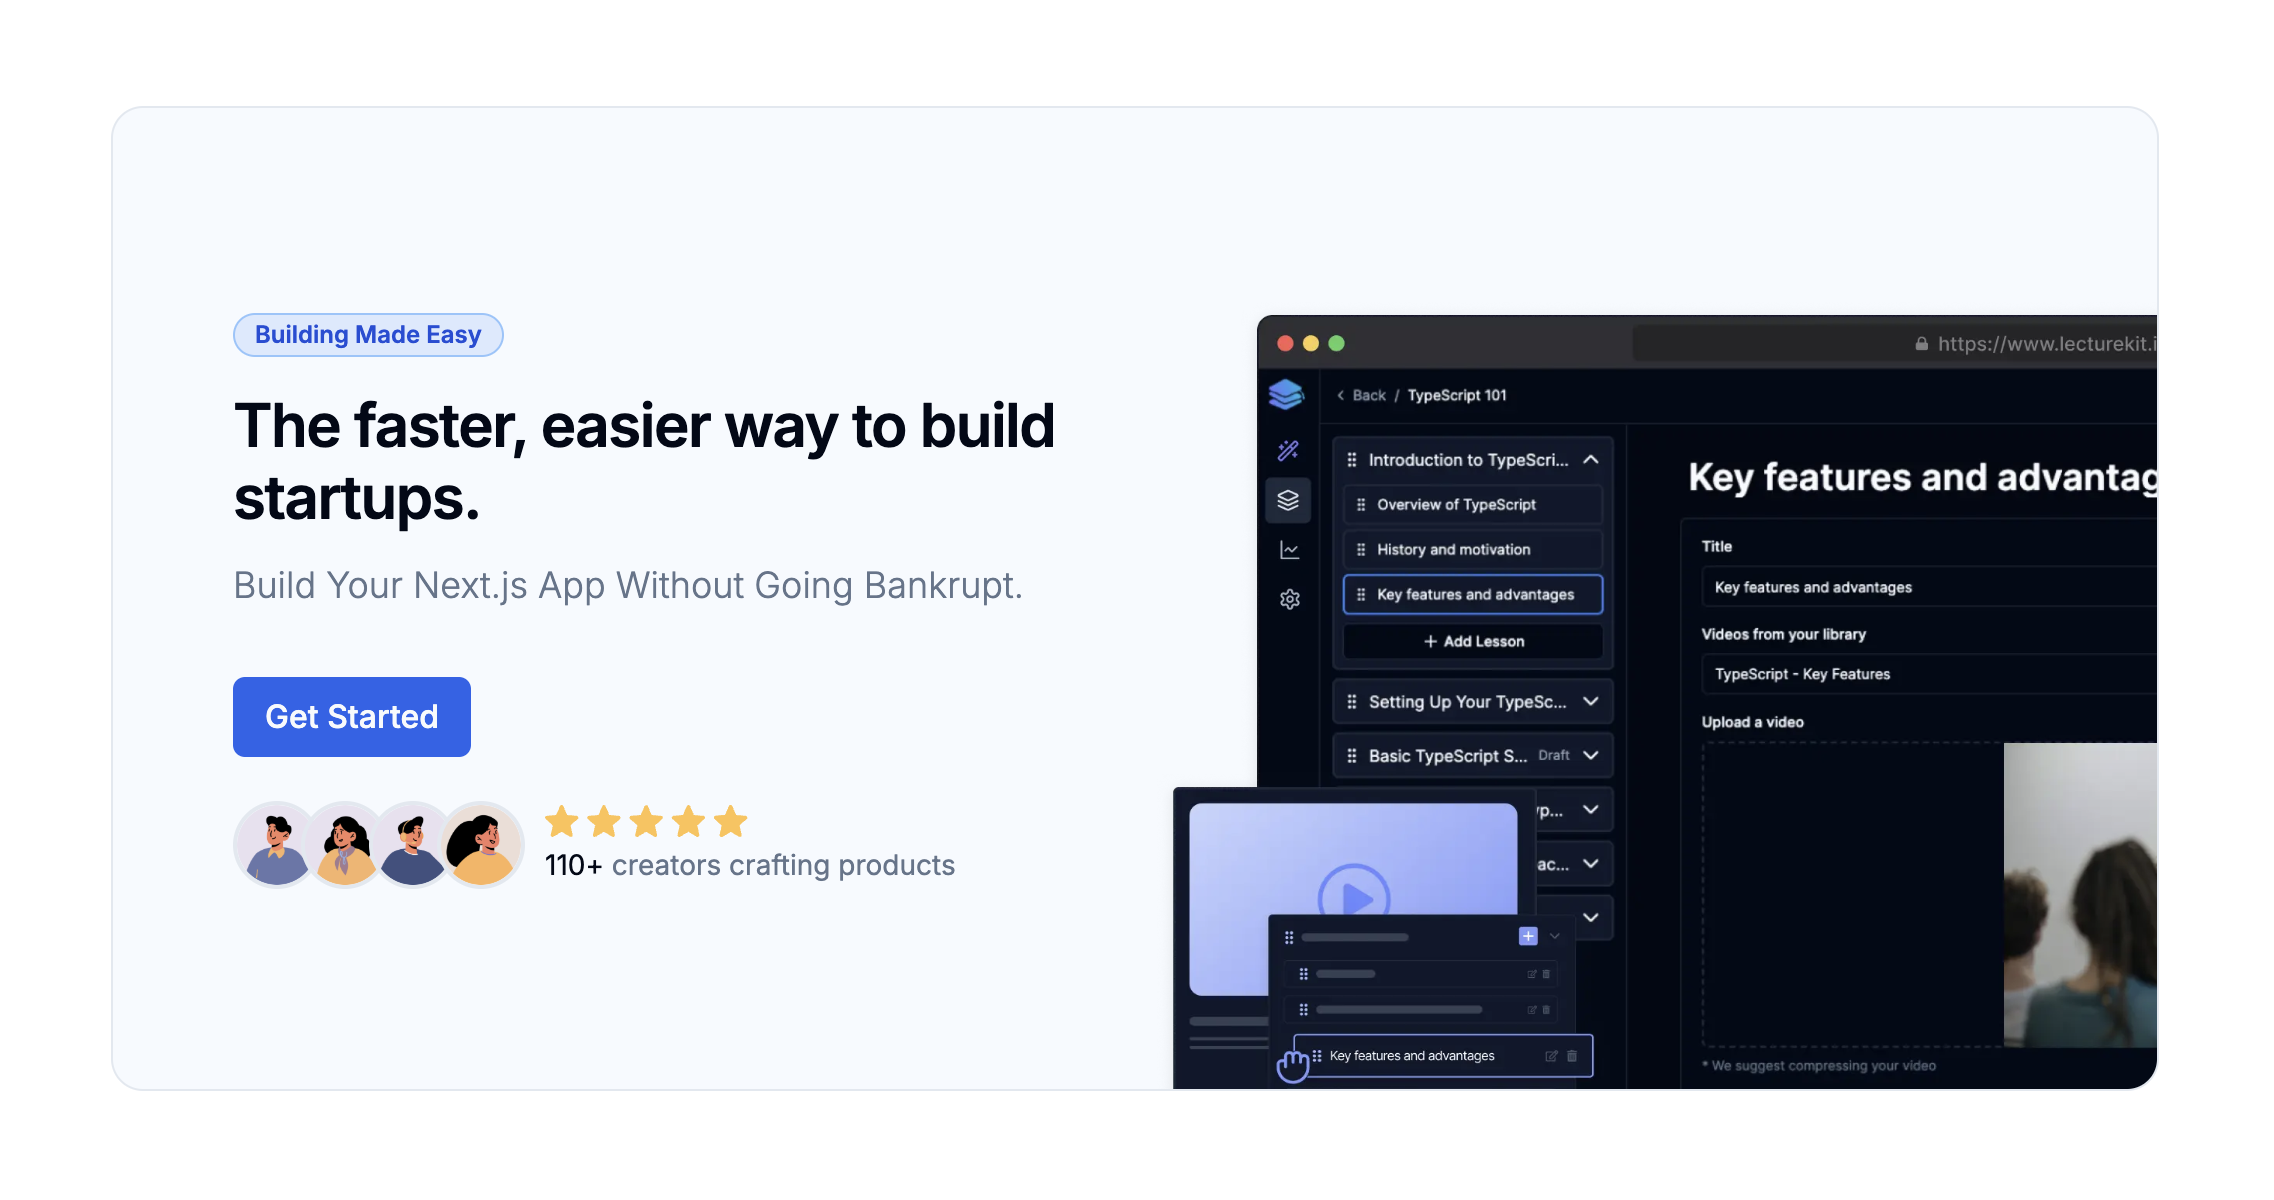 Building Made Easy
The faster, easier way to build
startups.
Build Your Next.js App Without Going Bankrupt.
Get Started
110+ creators crafting products
https://www.lecturekit.i
Back / TypeScript 101
Introduction to TypeScri...
Overview of TypeScript
History and motivation
Key features and advantages
+ Add Lesson
Setting Up Your TypeSc...
Basic TypeScript S... Draft
yp...
ac...
Key features and advantag
Title
Key features and advantages
Videos from your library
TypeScript - Key Features
Upload a video
* We suggest compressing your video
Key features and advantages